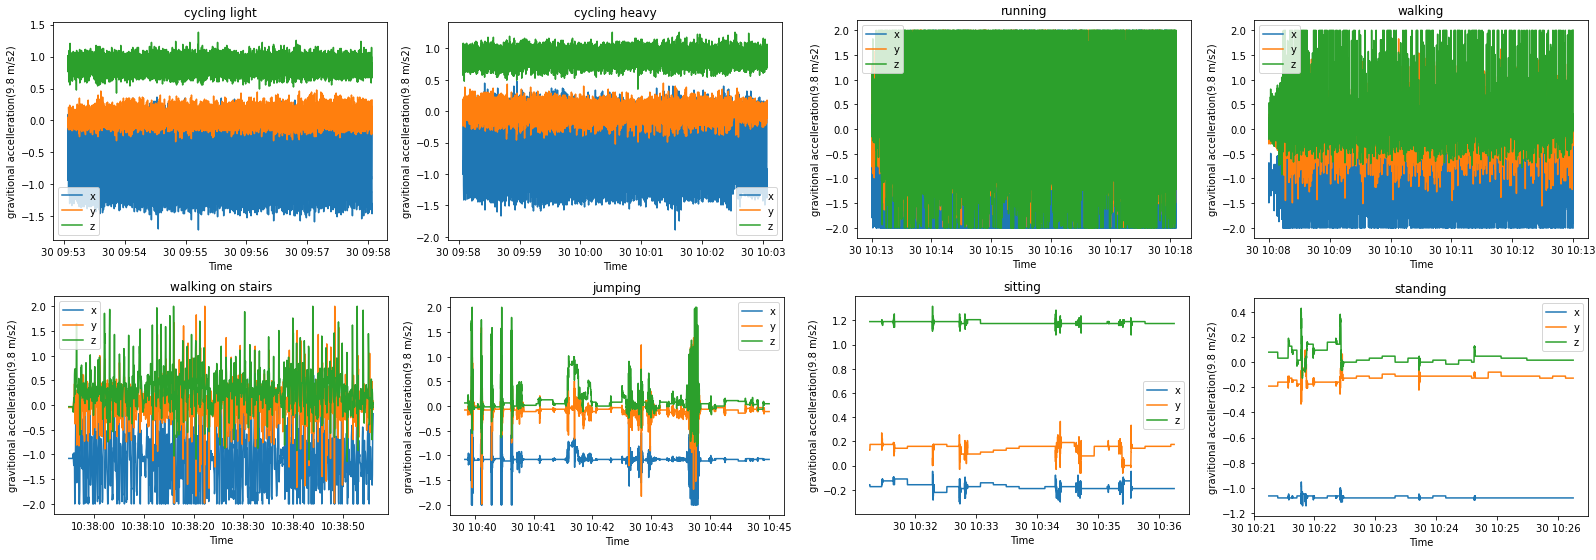 cycling light
gravitional accelleration(9.8 m/s2)
1.5
1.0
0.5
0.0
−0.5
−1.0
−1.5
x
y
z
30 09:53 30 09:54 30 09:55 30 09:56 30 09:57 30 09:58
Time
cycling heavy
gravitional accelleration(9.8 m/s2)
1.0
0.5
0.0
−0.5
−1.0
−1.5
−2.0
x
y
z
30 09:58 30 09:59 30 10:00 30 10:01 30 10:02 30 10:03
Time
running
gravitional accelleration(9.8 m/s2)
2.0
1.5
1.0
0.5
0.0
−0.5
−1.0
−1.5
−2.0
x
y
z
30 10:13 30 10:14 30 10:15 30 10:16 30 10:17 30 10:18
Time
walking
gravitional accelleration(9.8 m/s2)
2.0
1.5
1.0
0.5
0.0
−0.5
−1.0
−1.5
−2.0
x
y
z
30 10:08 30 10:09 30 10:10 30 10:11 30 10:12 30 10:13
Time
walking on stairs
gravitional accelleration(9.8 m/s2)
2.0
1.5
1.0
0.5
0.0
−0.5
−1.0
−1.5
−2.0
x
y
z
10:38:00 10:38:10 10:38:20 10:38:30 10:38:40 10:38:50
Time
jumping
gravitional accelleration(9.8 m/s2)
2.0
1.5
1.0
0.5
0.0
−0.5
−1.0
−1.5
−2.0
x
y
z
30 10:40 30 10:41 30 10:42 30 10:43 30 10:44 30 10:45
Time
sitting
gravitional accelleration(9.8 m/s2)
1.2
1.0
0.8
0.6
0.4
0.2
0.0
−0.2
x
y
z
30 10:32 30 10:33 30 10:34 30 10:35 30 10:36
Time
standing
gravitional accelleration(9.8 m/s2)
0.4
0.2
0.0
−0.2
−0.4
−0.6
−0.8
−1.0
−1.2
x
y
z
30 10:21 30 10:22 30 10:23 30 10:24 30 10:25 30 10:26
Time